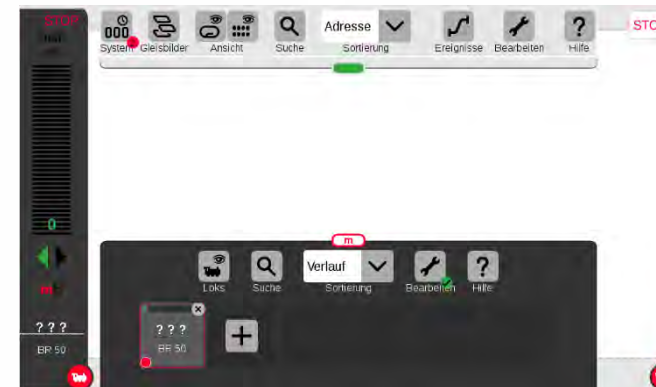 STOP
000
System Gleisbilder Ansicht Suche Adresse Sortierung Ereignisse Bearbeiten ? Hilfe
STO
0
m
Loks Suche Verlauf Sortierung Bearbeiten ? Hilfe
? ? ?
BR 50
? ? ?
BR 50